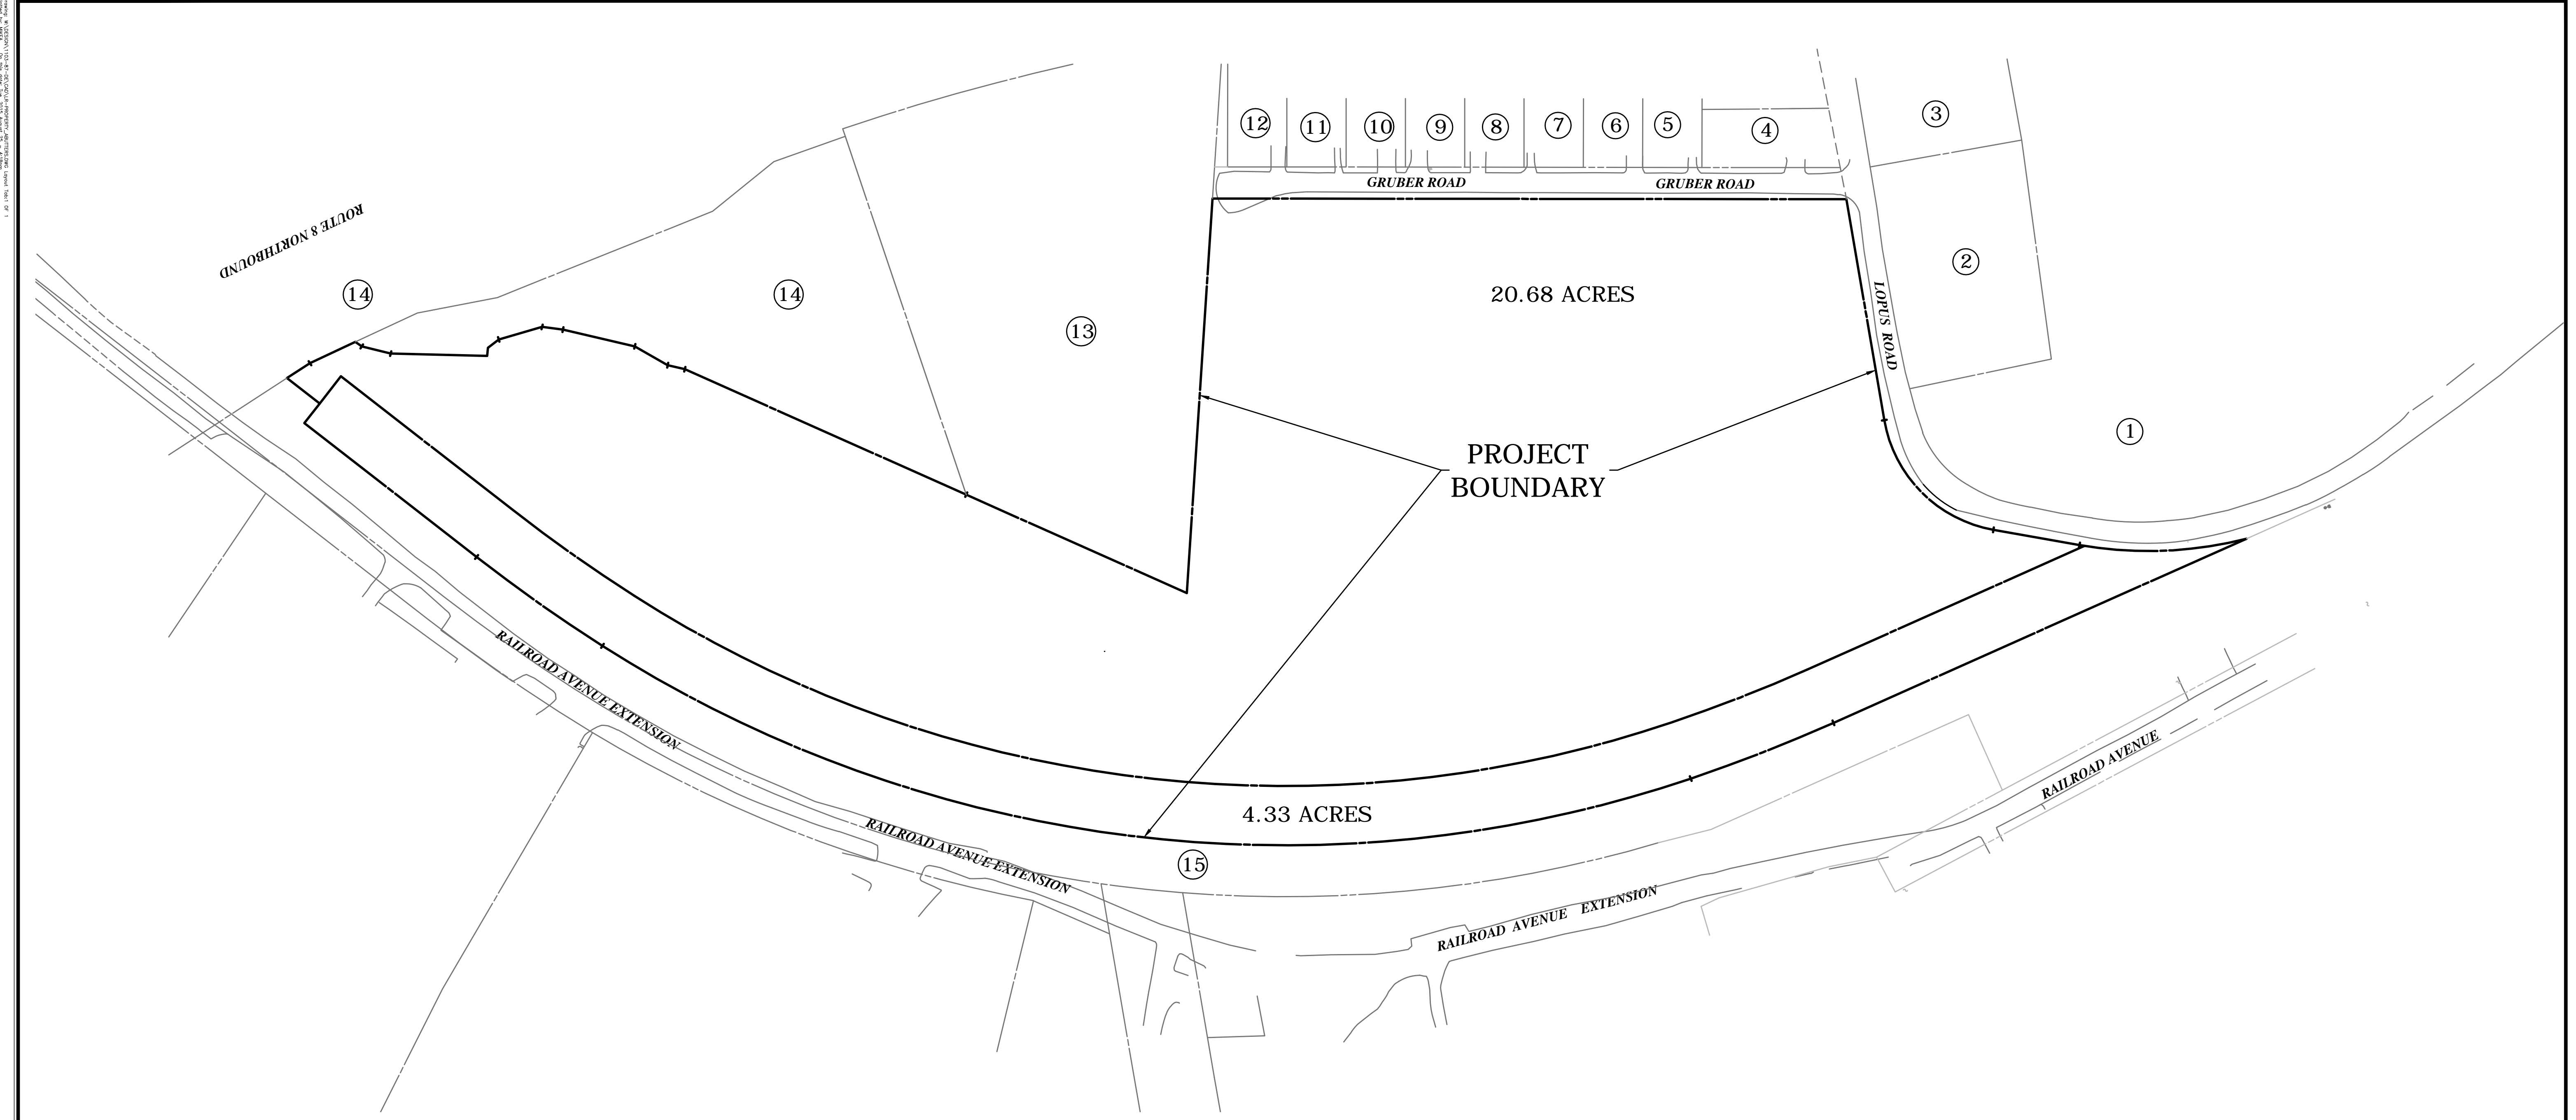 3
12
11
10
9
8
7
6
5
4
GRUBER ROAD
GRUBER ROAD
ROUTE 8 NORTHBOUND
2
14
14
20.68 ACRES
13
LOPUS ROAD
1
PROJECT
BOUNDARY
RAILROAD AVENUE EXTENSION
RAILROAD AVENUE
4.33 ACRES
RAILROAD AVENUE EXTENSION
15
RAILROAD AVENUE EXTENSION